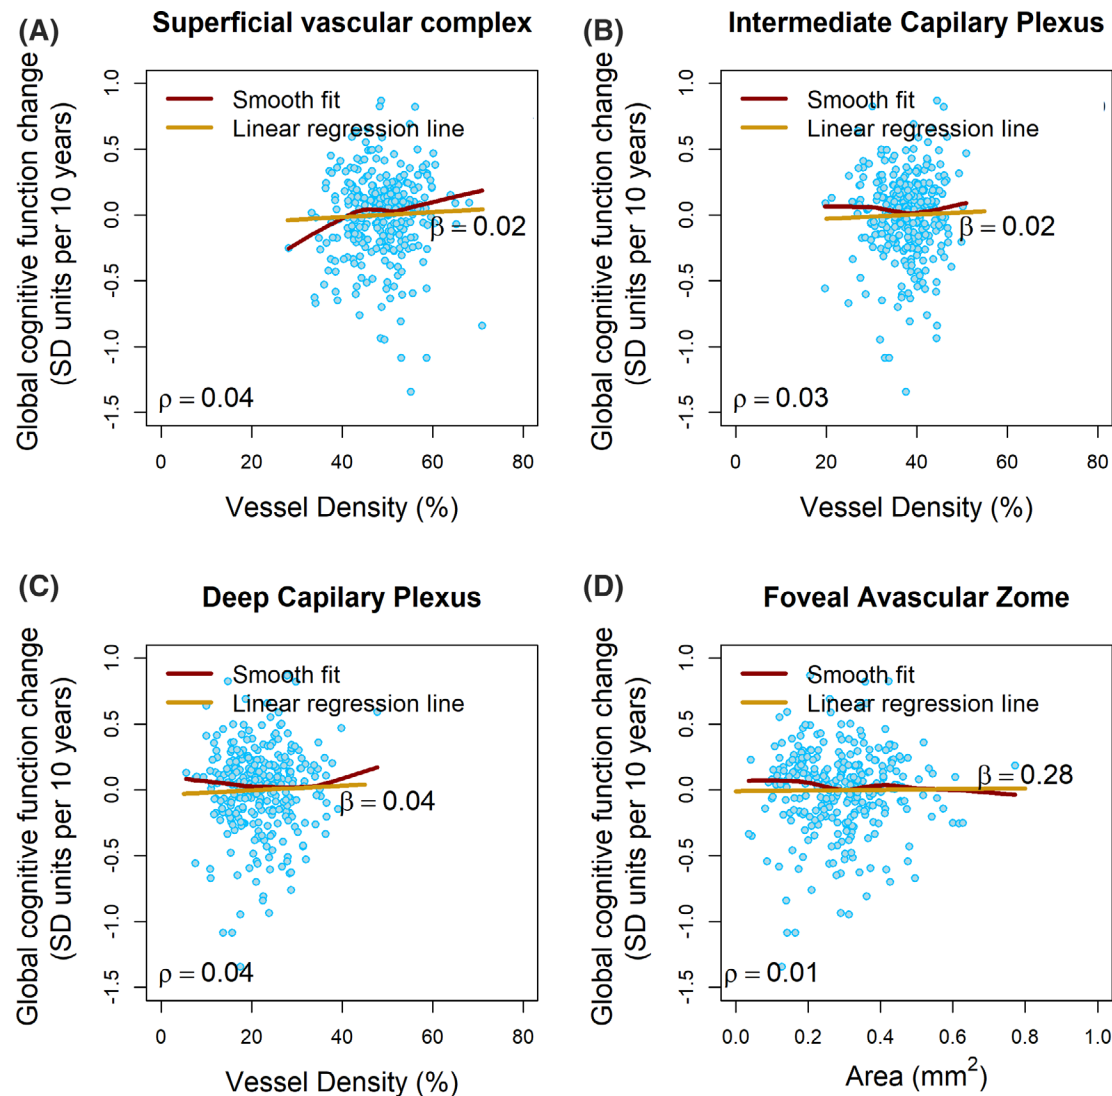 (A)
Superficial vascular complex
Global cognitive function change
(SD units per 10 years)
1.0
0.5
0.0
-0.5
-1.0
-1.5
Smooth fit
Linear regression line
β = 0.02
ρ = 0.04
0 20 40 60 80
Vessel Density (%)
(B)
Intermediate Capilary Plexus
Global cognitive function change
(SD units per 10 years)
1.0
0.5
0.0
-0.5
-1.0
-1.5
Smooth fit
Linear regression line
β = 0.02
ρ = 0.03
0 20 40 60 80
Vessel Density (%)
(C)
Deep Capilary Plexus
Global cognitive function change
(SD units per 10 years)
1.0
0.5
0.0
-0.5
-1.0
-1.5
Smooth fit
Linear regression line
β = 0.04
ρ = 0.04
0 20 40 60 80
Vessel Density (%)
(D)
Foveal Avascular Zome
Global cognitive function change
(SD units per 10 years)
1.0
0.5
0.0
-0.5
-1.0
-1.5
Smooth fit
Linear regression line
β = 0.28
ρ = 0.01
0.0 0.2 0.4 0.6 0.8 1.0
Area (mm²)